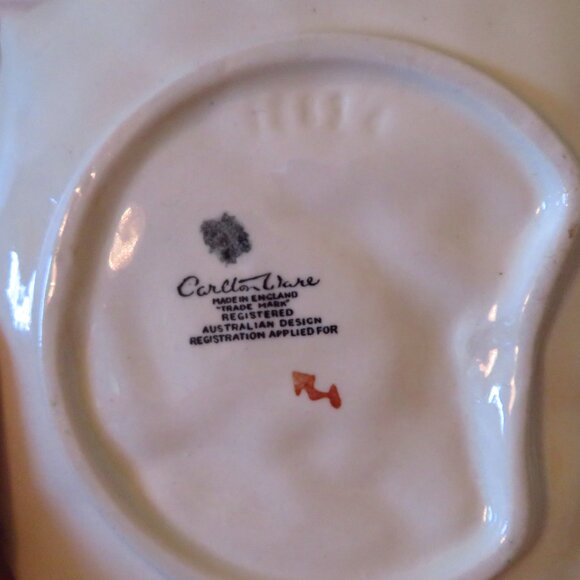 Carlton Ware
MADE IN ENGLAND
"TRADE MARK"
REGISTERED
AUSTRALIAN DESIGN
REGISTRATION APPLIED FOR